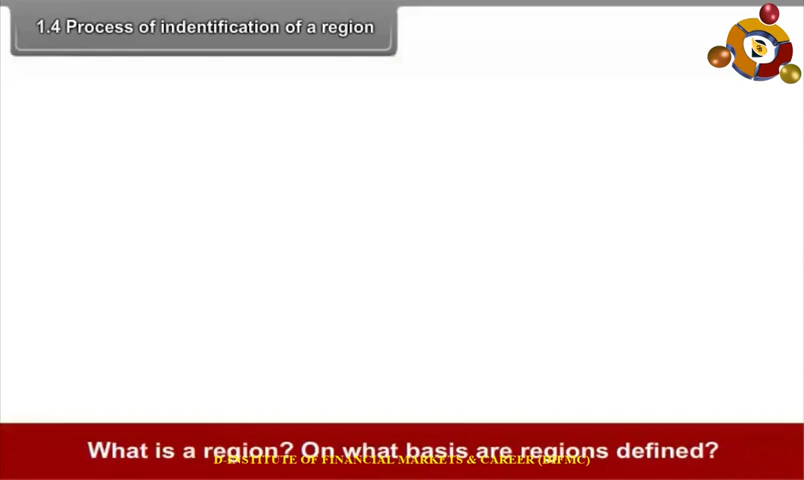 1.4 Process of indentification of a region
What is a region? On what basis are regions defined?
D-INSTITUTE OF FINANCIAL MARKETS & CAREER (DIFMC)